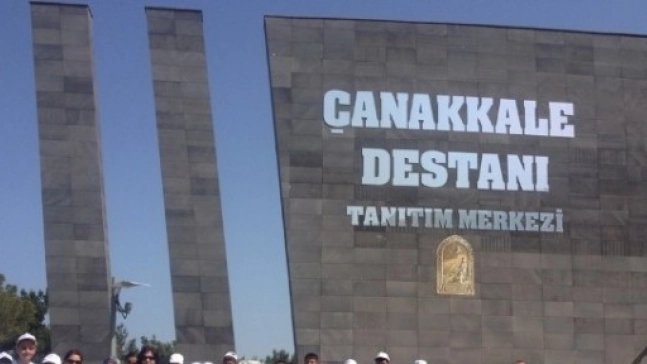 ÇANAKKALE
DESTANI
TANITIM MERKEZİ